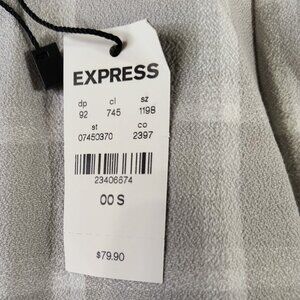 EXPRESS
dp cl sz
92 745 1198
st co
07450370 2397
23406674
00 S
$79.90